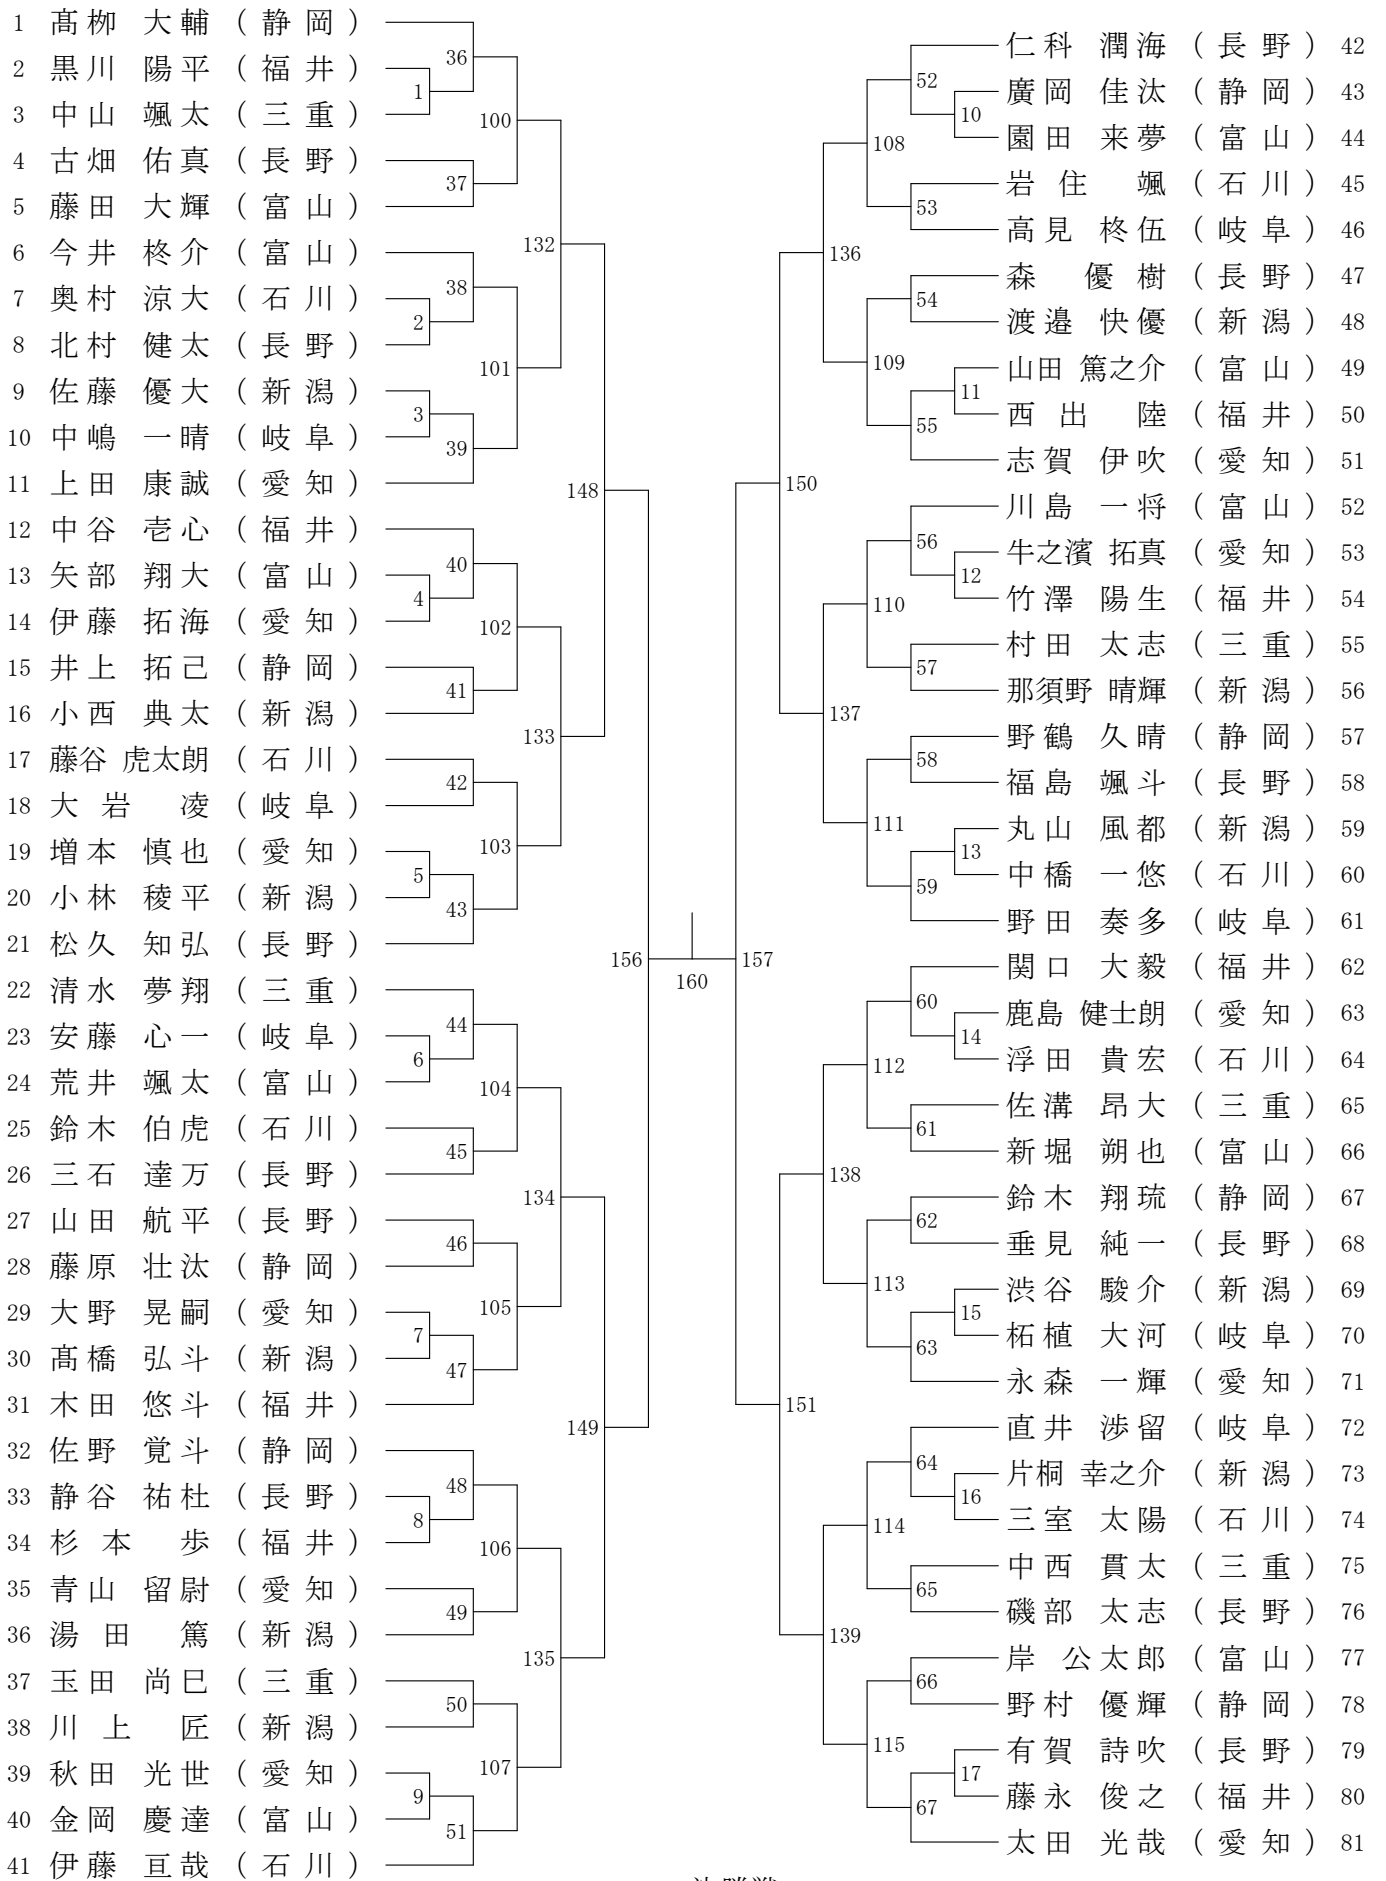 1 髙栁 大輔 (静岡)
2 黒川 陽平 (福井)
3 中山 颯太 (三重)
4 古畑 佑真 (長野)
5 藤田 大輝 (富山)
6 今井 柊介 (富山)
7 奥村 涼大 (石川)
8 北村 健太 (長野)
9 佐藤 優大 (新潟)
10 中嶋 一晴 (岐阜)
11 上田 康誠 (愛知)
12 中谷 壱心 (福井)
13 矢部 翔大 (富山)
14 伊藤 拓海 (愛知)
15 井上 拓己 (静岡)
16 小西 典太 (新潟)
17 藤谷 虎太朗 (石川)
18 大岩 凌 (岐阜)
19 増本 慎也 (愛知)
20 小林 稜平 (新潟)
21 松久 知弘 (長野)
22 清水 夢翔 (三重)
23 安藤 心一 (岐阜)
24 荒井 颯太 (富山)
25 鈴木 伯虎 (石川)
26 三石 達万 (長野)
27 山田 航平 (長野)
28 藤原 壮汰 (静岡)
29 大野 晃嗣 (愛知)
30 髙橋 弘斗 (新潟)
31 木田 悠斗 (福井)
32 佐野 覚斗 (静岡)
33 静谷 祐杜 (長野)
34 杉本 歩 (福井)
35 青山 留尉 (愛知)
36 湯田 篤 (新潟)
37 玉田 尚巳 (三重)
38 川上 匠 (新潟)
39 秋田 光世 (愛知)
40 金岡 慶達 (富山)
41 伊藤 亘哉 (石川)
1
2
3
4
5
6
7
8
9
36
37
38
39
40
41
42
43
44
45
46
47
48
49
50
51
100
101
102
103
104
105
106
107
132
133
134
135
148
149
156
160
157
150
151
136
137
138
139
108
109
110
111
112
113
114
115
52
53
54
55
56
57
58
59
60
61
62
63
64
65
66
67
10
11
12
13
14
15
16
17
仁科 潤海 (長野) 42
廣岡 佳汰 (静岡) 43
園田 来夢 (富山) 44
岩住 颯 (石川) 45
高見 柊伍 (岐阜) 46
森 優樹 (長野) 47
渡邉 快優 (新潟) 48
山田 篤之介 (富山) 49
西出 陸 (福井) 50
志賀 伊吹 (愛知) 51
川島 一将 (富山) 52
牛之濱 拓真 (愛知) 53
竹澤 陽生 (福井) 54
村田 太志 (三重) 55
那須野 晴輝 (新潟) 56
野鶴 久晴 (静岡) 57
福島 颯斗 (長野) 58
丸山 風都 (新潟) 59
中橋 一悠 (石川) 60
野田 奏多 (岐阜) 61
関口 大毅 (福井) 62
鹿島 健士朗 (愛知) 63
浮田 貴宏 (石川) 64
佐溝 昂大 (三重) 65
新堀 朔也 (富山) 66
鈴木 翔琉 (静岡) 67
垂見 純一 (長野) 68
渋谷 駿介 (新潟) 69
柘植 大河 (岐阜) 70
永森 一輝 (愛知) 71
直井 渉留 (岐阜) 72
片桐 幸之介 (新潟) 73
三室 太陽 (石川) 74
中西 貫太 (三重) 75
磯部 太志 (長野) 76
岸 公太郎 (富山) 77
野村 優輝 (静岡) 78
有賀 詩吹 (長野) 79
藤永 俊之 (福井) 80
太田 光哉 (愛知) 81